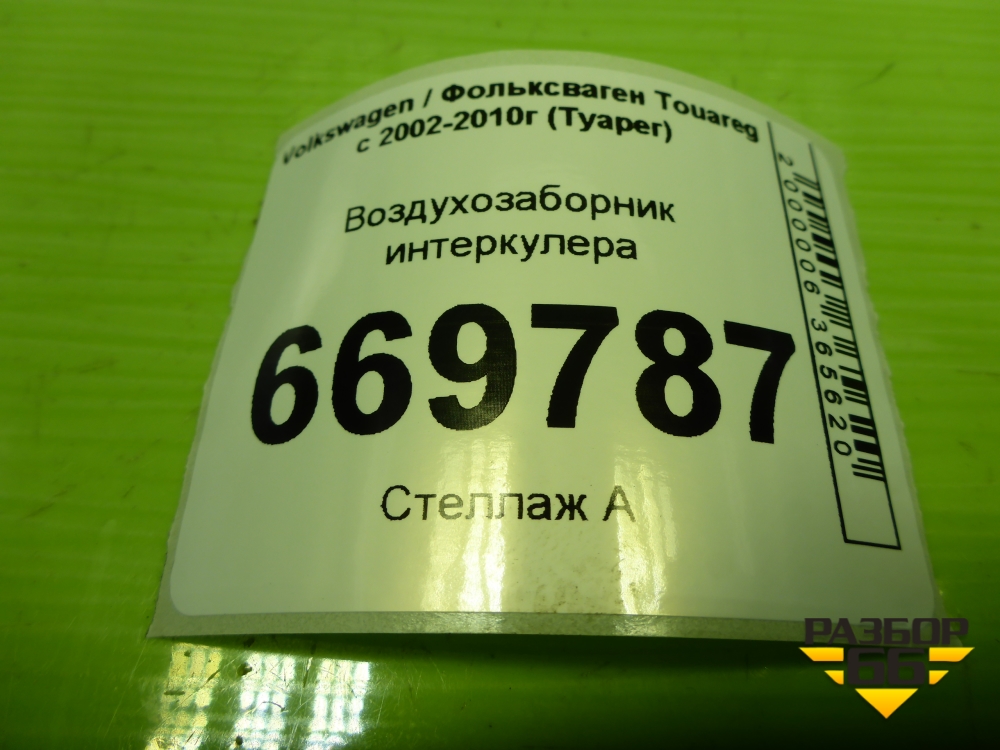 Volkswagen / Фольксваген Touareg
с 2002-2010г (Туарег)
Воздухозаборник
интеркулера
669787
Стеллаж А
2000006365620
РАЗБОР
66